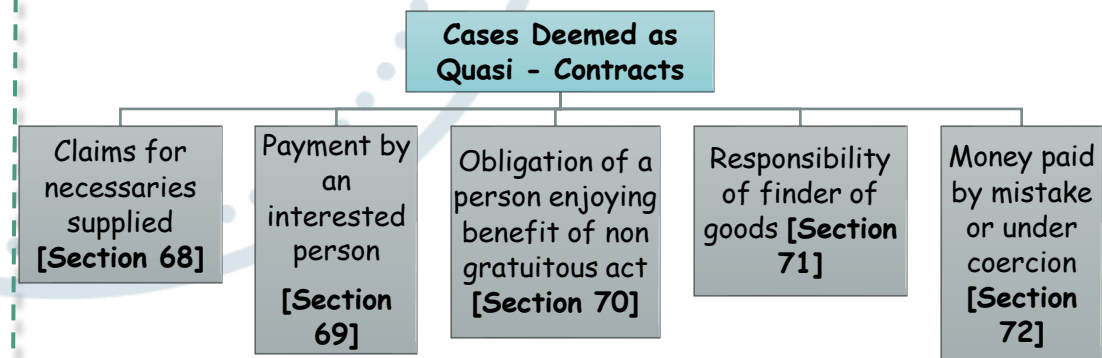 Cases Deemed as
Quasi - Contracts
Claims for
necessaries
supplied
[Section 68]
Payment by
an
interested
person
[Section
69]
Obligation of a
person enjoying
benefit of non
gratuitous act
[Section 70]
Responsibility
of finder of
goods [Section
71]
Money paid
by mistake
or under
coercion
[Section
72]